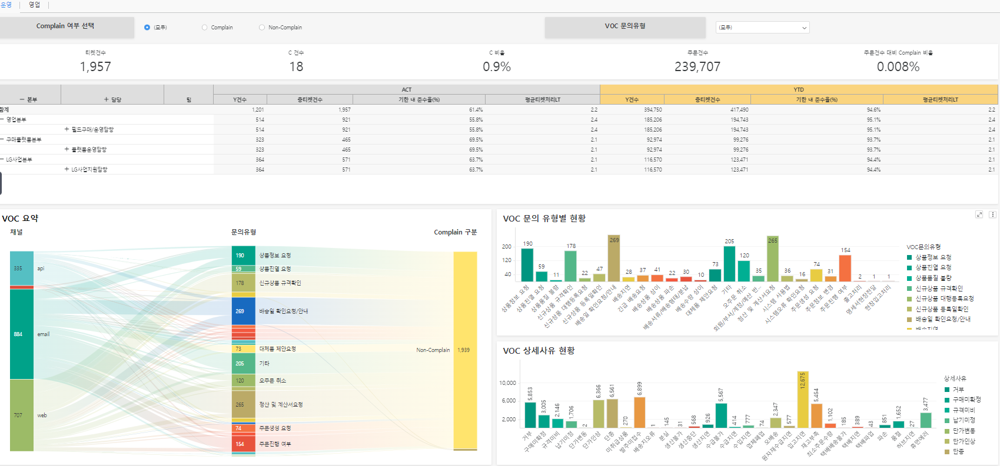 운영 영업
Complain 여부 선택 (모두) Complain Non-Complain VOC 문의유형 (모두)
티켓건수 C 건수 C 비율 주문건수 주문건수 대비 Complain 비율
1,957 18 0.9% 239,707 0.008%
ACT YTD
본부 담당 팀 Y건수 총티켓건수 기한 내 준수율(%) 평균티켓처리LT Y건수 총티켓건수 기한 내 준수율(%) 평균티켓처리LT
합계 1,201 1,957 61.4% 2.2 394,750 417,490 94.6% 2.2
영업본부 514 921 55.8% 2.4 185,206 194,743 95.1% 2.4
필드구매/운영담당 514 921 55.8% 2.4 185,206 194,743 95.1% 2.4
구매플랫폼본부 323 465 69.5% 2.1 92,974 99,276 93.7% 2.1
플랫폼운영담당 323 465 69.5% 2.1 92,974 99,276 93.7% 2.1
LG사업본부 364 571 63.7% 2.1 116,570 123,471 94.4% 2.1
LG사업지원담당 364 571 63.7% 2.1 116,570 123,471 94.4% 2.1
VOC 요약
채널 문의유형 Complain 구분
335 api
884 email
707 web
190 상품정보 요청
59 상품진열 요청
178 신규상품 규격확인
269 배송일 확인요청/안내
73 대체품 제안요청
205 기타
120 오주문 취소
265 정산 및 계산서요청
74 주문생성 요청
154 주문진행 여부
Non-Complain 1,939
VOC 문의 유형별 현황
200
120
40
190 59 11 178 22 47 269 28 37 41 22 30 10 73 205 120 35 265 36 16 74 31 154 2 1 1
상품정보 요청
상품진열 요청
상품품질 불량
신규상품 규격확인
신규상품 대행등록요청
신규상품 등록일확인
배송일 확인요청/안내
배송지연
긴급 배송요청
배송상품 상이
배송상품 파손
배송서류/배송형태/분납
배송수량 상이
대체품 제안요청
기타
오주문 취소
회원/부서/계정/예산 반...
정산 및 계산서요청
시스템 사용법
시스템오류 확인요청
주문생성 요청
주문정보 변경
주문진행 여부
출고처리
명세서현장전달
현장입고처리
VOC문의유형
상품정보 요청
상품진열 요청
상품품질 불량
신규상품 규격확인
신규상품 대행등록요청
신규상품 등록일확인
배송일 확인요청/안내
배송지연
VOC 상세사유 현황
10,000
6,000
2,000
5,853 3,005 2,146 1,706 2 6,366 6,561 270 6,899 1 145 31 568 926 5,567 414 777 74 2,347 577 12,675 5,454 1,102 185 389 43 851 1,652 27 3,477
거부
구매미확정
규격미비
납기미정
단가변동
단가인상
단종
미취급상품
발주미접수
배송지오류
분실
생산불가
생산중단
생산지연
수급불가
수급지연
수입지연
업체폐업
오배송
원자재수급지연
입고지연
재고부족
최소주문수량
택배배송불가
택배지연
택배파업
파손
품절
허브지연
휴먼에러
상세사유
거부
구매미확정
규격미비
납기미정
단가변동
단가인상
단종